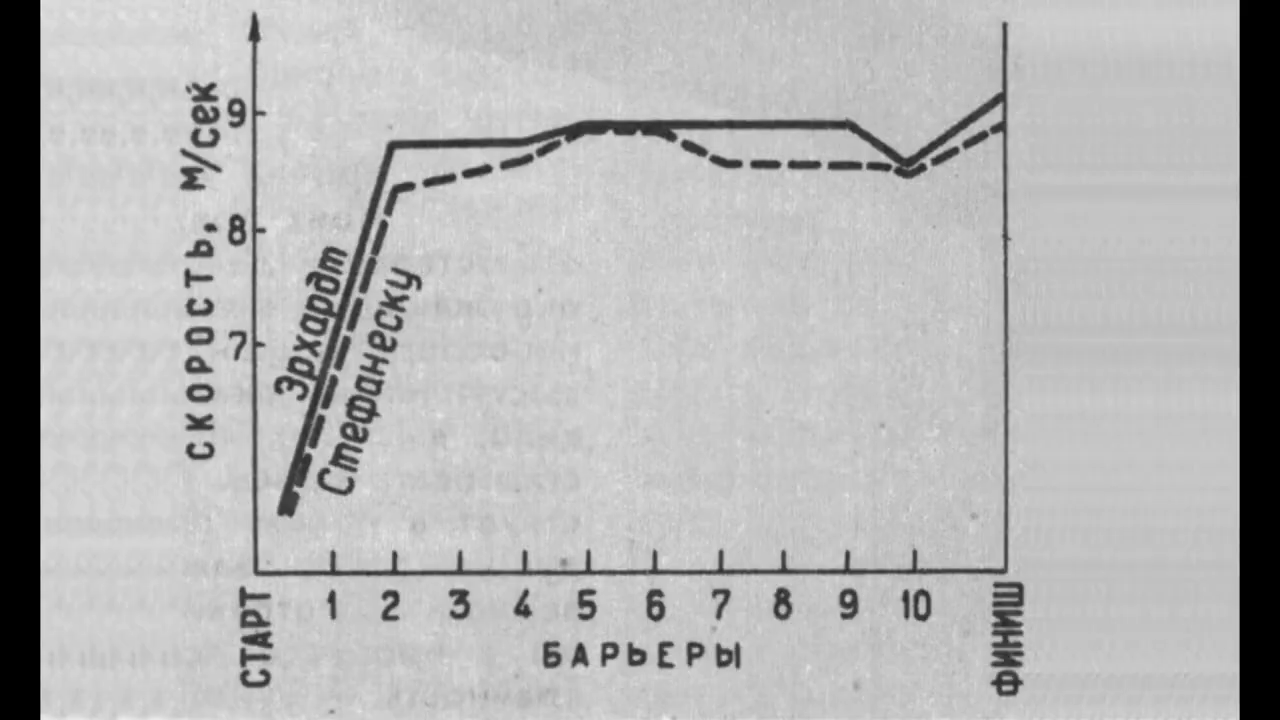 СКОРОСТЬ, м/сек
9
8
7
Эрхардт
Стефанеску
СТАРТ
1 2 3 4 5 6 7 8 9 10
ФИНИШ
БАРЬЕРЫ